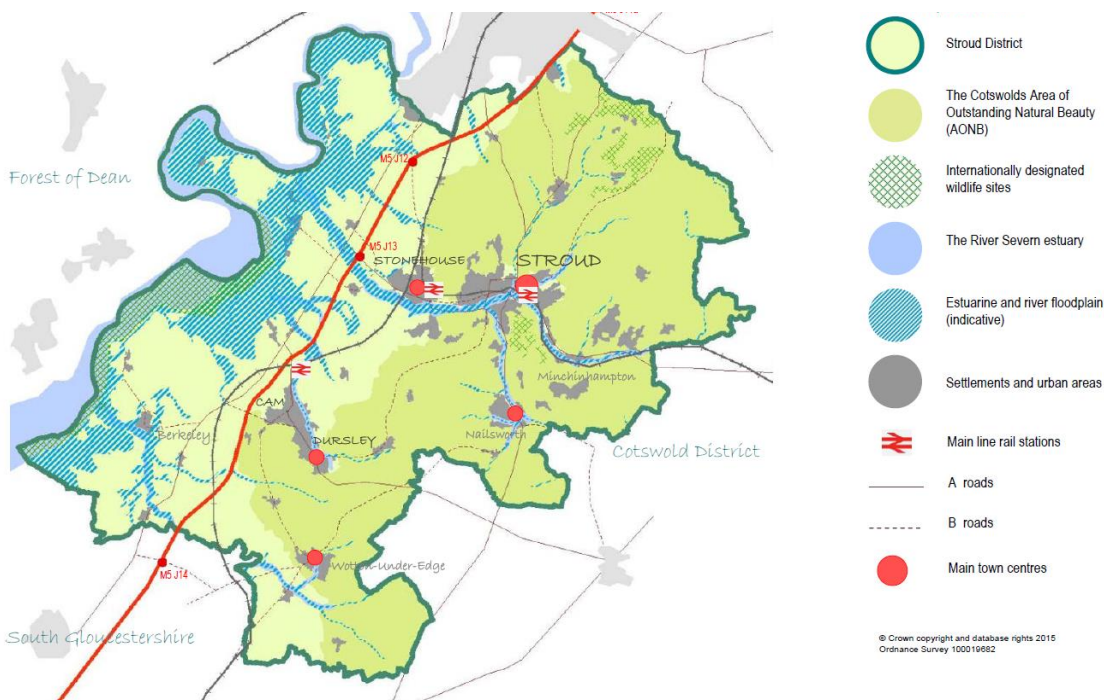 Forest of Dean
M5 J12
M5 J13
STONEHOUSE
STROUD
Minchinhampton
CAM
Berkeley
DURSLEY
Nailsworth
Cotswold District
Wotton-Under-Edge
M5 J14
South Gloucestershire
Stroud District
The Cotswolds Area of
Outstanding Natural Beauty
(AONB)
Internationally designated
wildlife sites
The River Severn estuary
Estuarine and river floodplain
(indicative)
Settlements and urban areas
Main line rail stations
A roads
B roads
Main town centres
© Crown copyright and database rights 2015
Ordnance Survey 100019682